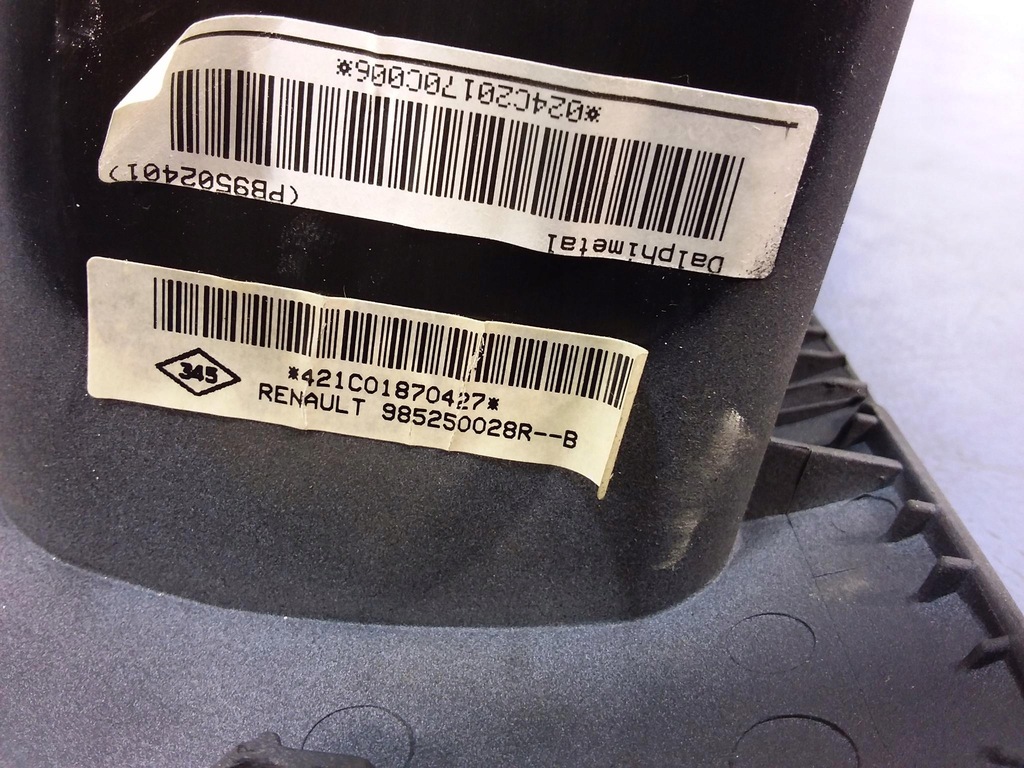 *024C20170C006*
Dalphimetal (PB9502401)
345
*421C01870427*
RENAULT 985250028R--B